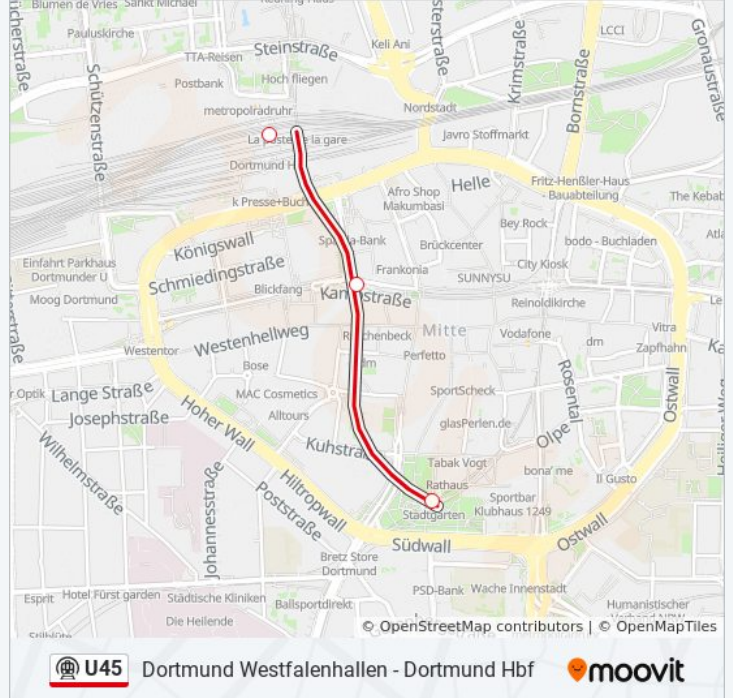 Blumen de Vries
Sankt Michael
Pauluskirche
Steinstraße
Keli Ani
LCCI
TTA-Reisen
Krimstraße
Gronaustraße
Postbank
Hoch fliegen
Schützenstraße
Bornstraße
metropolradruhr
Nordstadt
Javro Stoffmarkt
Dortmund H
k Presse+Buch
Helle
Fritz-Henßler-Haus
- Bauabteilung
Afro Shop
Makumbasi
The Kebab
Bey Rock
Königswall
Brückcenter
bodo - Buchladen
Einfahrt Parkhaus
Dortmunder U
Schmiedingstraße
Frankonia
City Kiosk
SUNNYSU
Moog Dortmund
Blickfang
Reinoldikirche
Westenhellweg
Mitte
Vodafone
Vitra
dm
Zapfhahn
Westentor
Perfetto
Bose
dm
r Optik
Lange Straße
MAC Cosmetics
SportScheck
Rosental
Ostwall
Josephstraße
Alltours
Hoher Wall
glasPerlen.de
Olpe
Kuhstra
Wilhelmstraße
Tabak Vogt
bona'me
Il Gusto
Johannesstraße
Hiltropwall
Rathaus
Sportbar
Klubhaus 1249
Poststraße
Stadtgarten
Südwall
Ostwall
Bretz Store
Dortmund
PSD-Bank
Wache Innenstadt
Esprit
Hotel Fürst garden
Städtische Kliniken
Ballsportdirekt
Humanistischer
Die Heilende
© OpenStreetMap contributors | © OpenMapTiles
U45
Dortmund Westfalenhallen - Dortmund Hbf
moovit